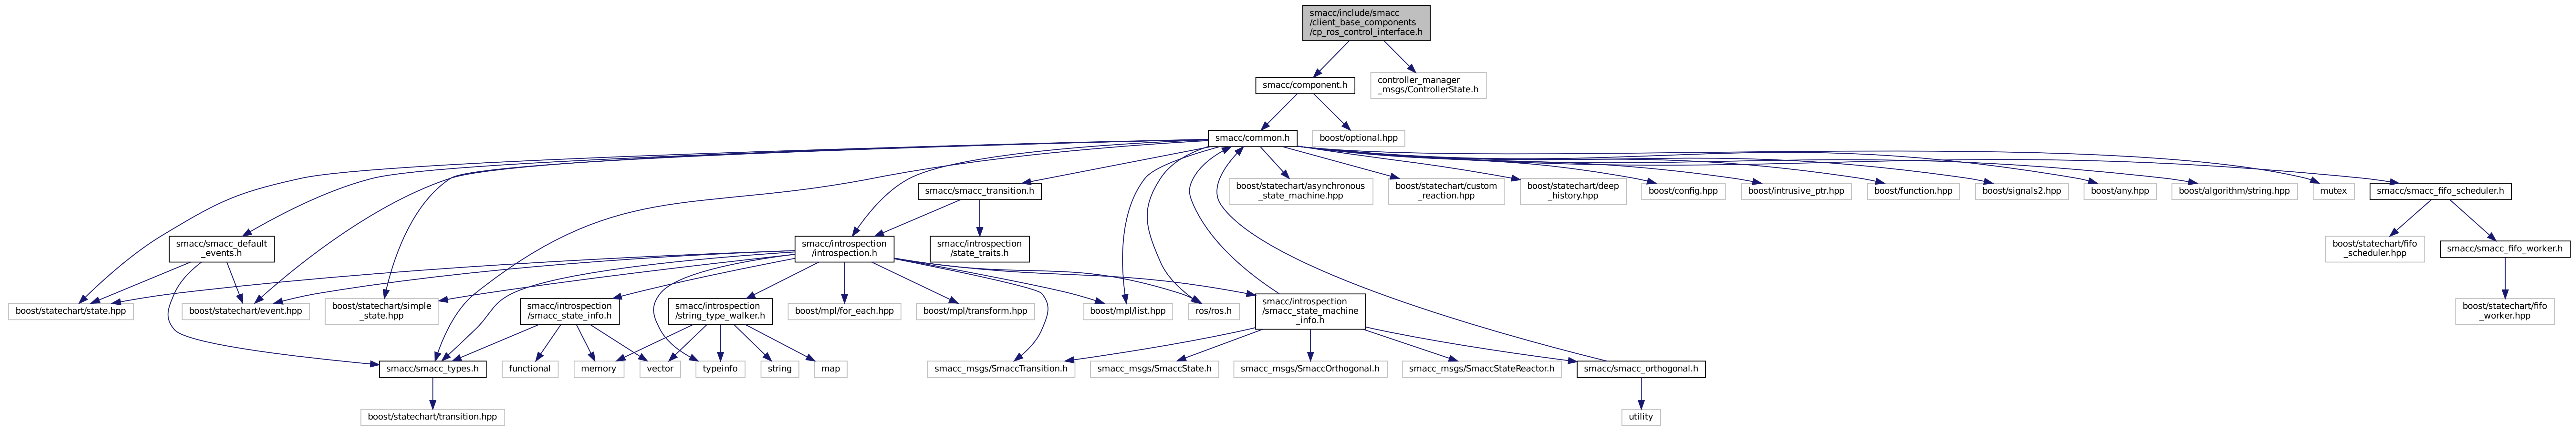 smacc/include/smacc
/client_base_components
/cp_ros_control_interface.h
smacc/component.h
controller_manager
_msgs/ControllerState.h
smacc/common.h
boost/optional.hpp
smacc/smacc_transition.h
boost/statechart/asynchronous
_state_machine.hpp
boost/statechart/custom
_reaction.hpp
boost/statechart/deep
_history.hpp
boost/config.hpp
boost/intrusive_ptr.hpp
boost/function.hpp
boost/signals2.hpp
boost/any.hpp
boost/algorithm/string.hpp
mutex
smacc/smacc_fifo_scheduler.h
smacc/smacc_default
_events.h
smacc/introspection
/introspection.h
smacc/introspection
/state_traits.h
boost/statechart/fifo
_scheduler.hpp
smacc/smacc_fifo_worker.h
boost/statechart/state.hpp
boost/statechart/event.hpp
boost/statechart/simple
_state.hpp
smacc/introspection
/smacc_state_info.h
smacc/introspection
/string_type_walker.h
boost/mpl/for_each.hpp
boost/mpl/transform.hpp
boost/mpl/list.hpp
ros/ros.h
smacc/introspection
/smacc_state_machine
_info.h
boost/statechart/fifo
_worker.hpp
smacc/smacc_types.h
functional
memory
vector
typeinfo
string
map
smacc_msgs/SmaccTransition.h
smacc_msgs/SmaccState.h
smacc_msgs/SmaccOrthogonal.h
smacc_msgs/SmaccStateReactor.h
smacc/smacc_orthogonal.h
boost/statechart/transition.hpp
utility